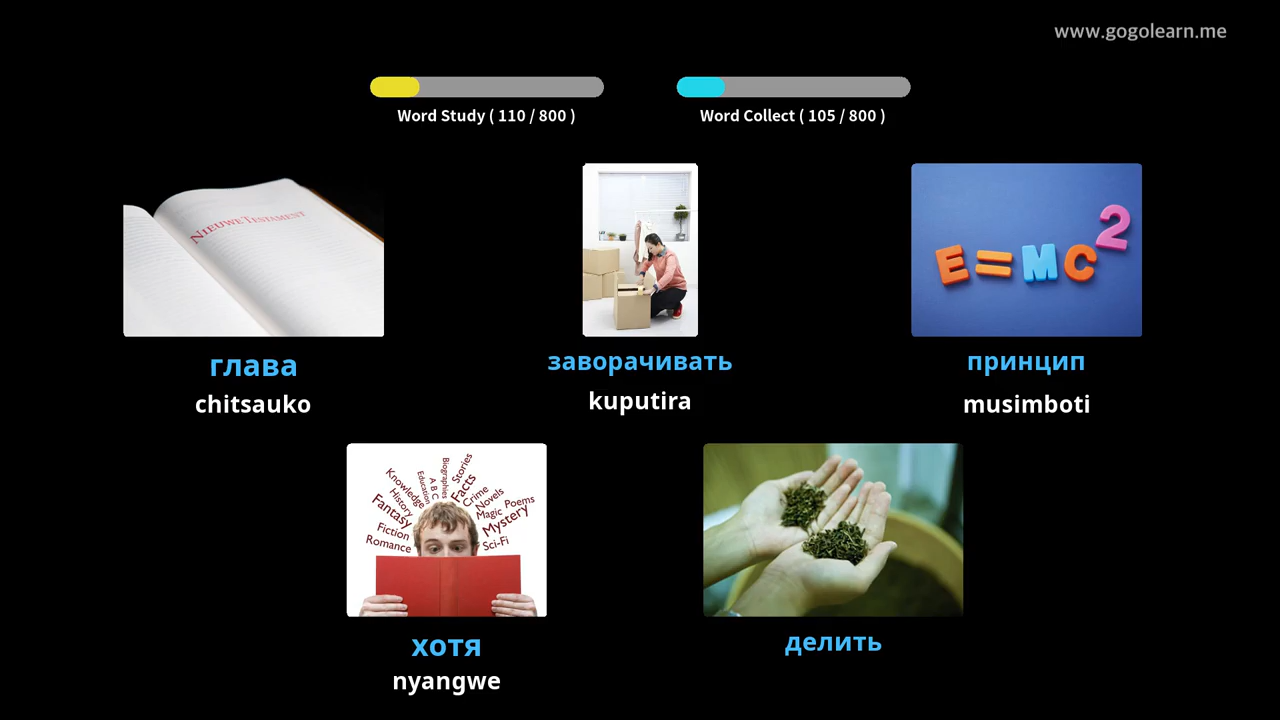 www.gogolearn.me
Word Study ( 110 / 800 )
Word Collect ( 105 / 800 )
NIEUWE TESTAMENT
E=MC2
глава
заворачивать
принцип
chitsauko
kuputira
musimboti
Knowledge
History
Education
A B C
Biographies
Stories
Facts
Crime
Novels
Magic
Poems
Fantasy
Mystery
Fiction
Romance
Sci-Fi
хотя
делить
nyangwe